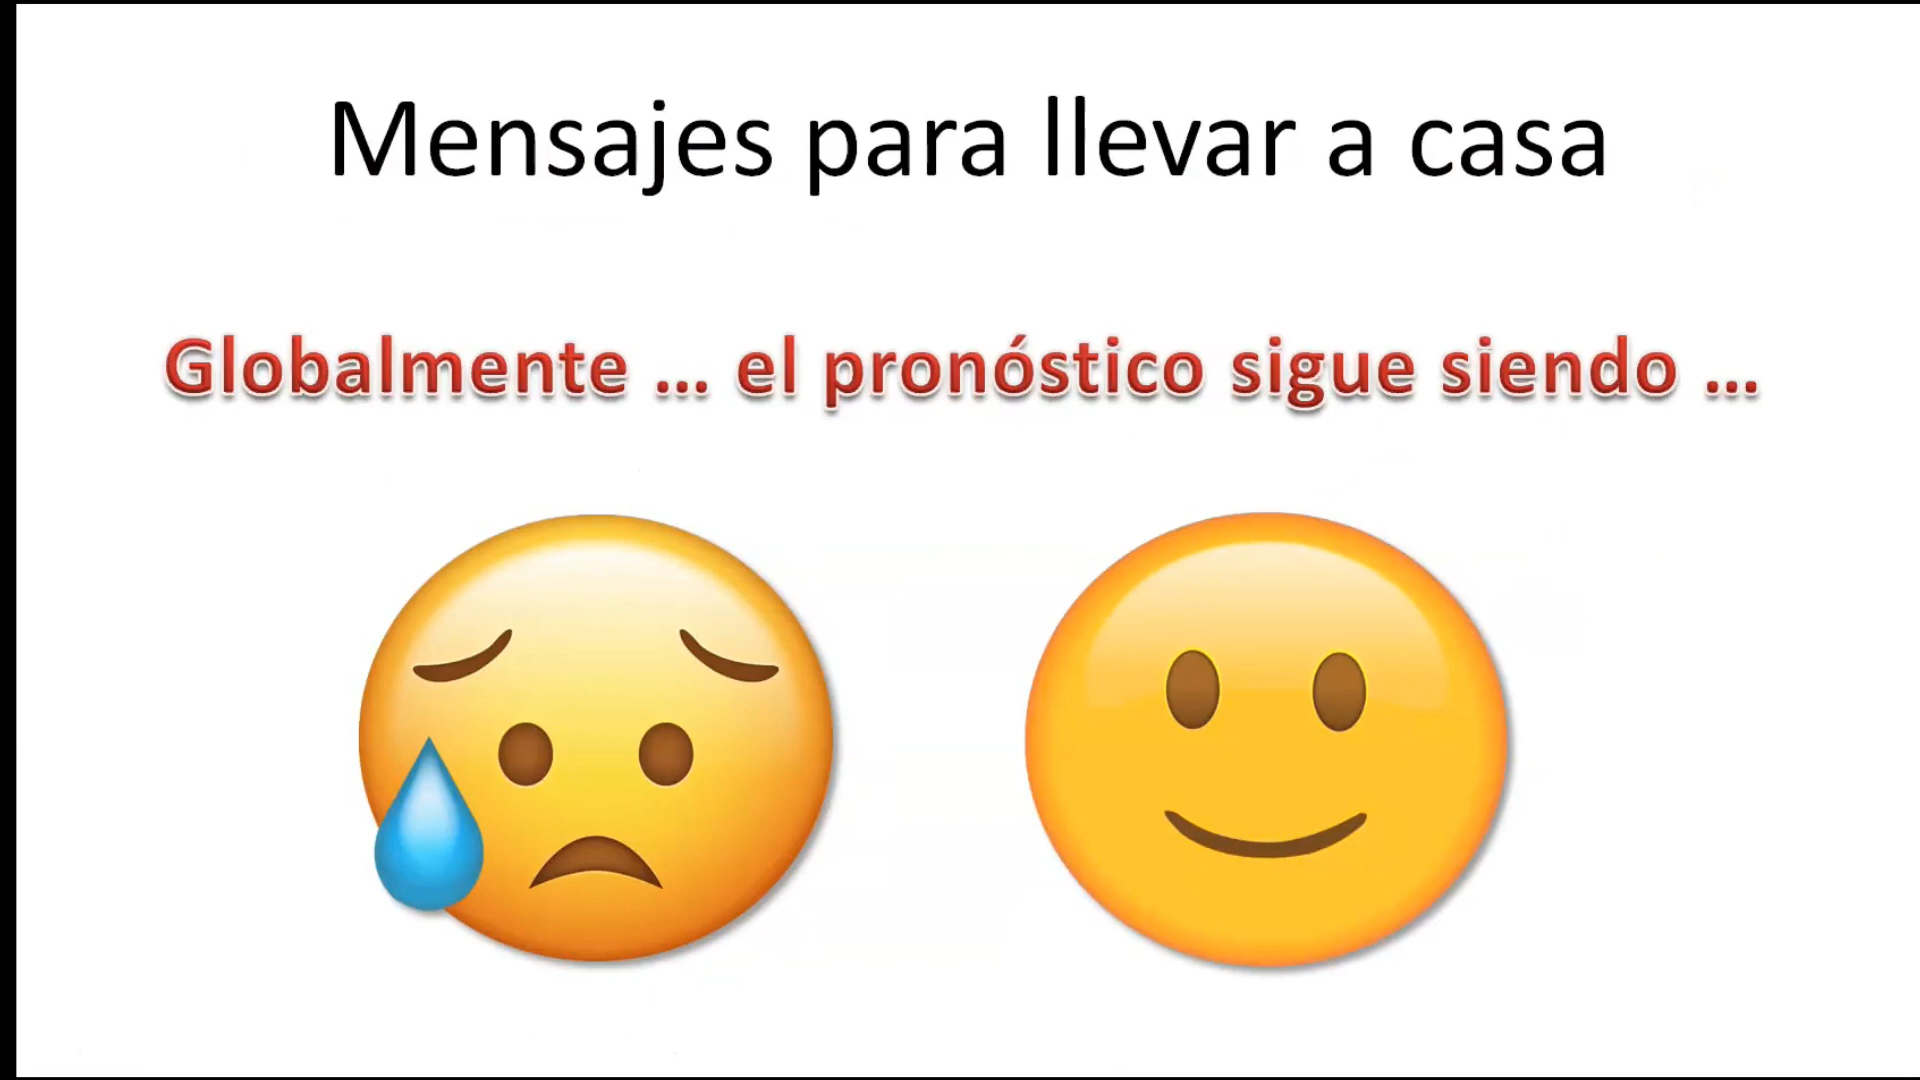 Mensajes para llevar a casa
Globalmente ... el pronóstico sigue siendo ...